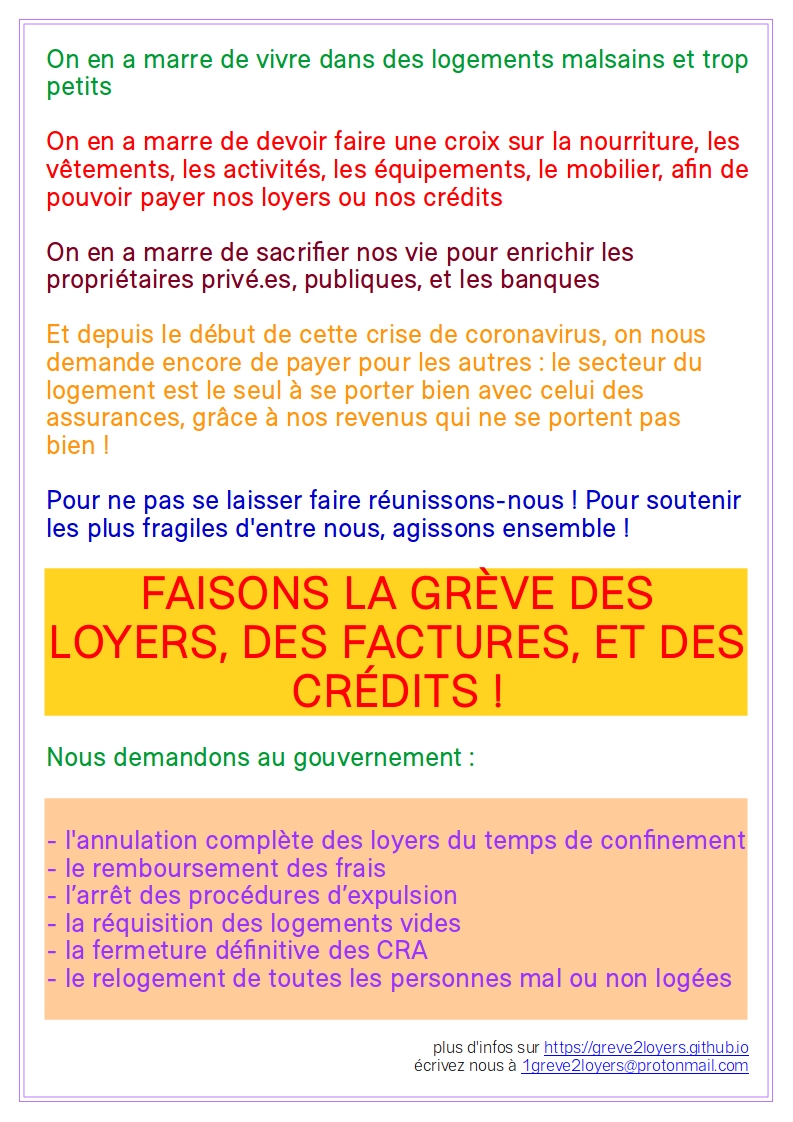 On en a marre de vivre dans des logements malsains et trop
petits
On en a marre de devoir faire une croix sur la nourriture, les
vêtements, les activités, les équipements, le mobilier, afin de
pouvoir payer nos loyers ou nos crédits
On en a marre de sacrifier nos vie pour enrichir les
propriétaires privé.es, publiques, et les banques
Et depuis le début de cette crise de coronavirus, on nous
demande encore de payer pour les autres : le secteur du
logement est le seul à se porter bien avec celui des
assurances, grâce à nos revenus qui ne se portent pas
bien !
Pour ne pas se laisser faire réunissons-nous ! Pour soutenir
les plus fragiles d'entre nous, agissons ensemble !
FAISONS LA GRÈVE DES
LOYERS, DES FACTURES, ET DES
CRÉDITS !
Nous demandons au gouvernement :
- l'annulation complète des loyers du temps de confinement
- le remboursement des frais
- l’arrêt des procédures d’expulsion
- la réquisition des logements vides
- la fermeture définitive des CRA
- le relogement de toutes les personnes mal ou non logées
plus d'infos sur https://greve2loyers.github.io
écrivez nous à 1greve2loyers@protonmail.com